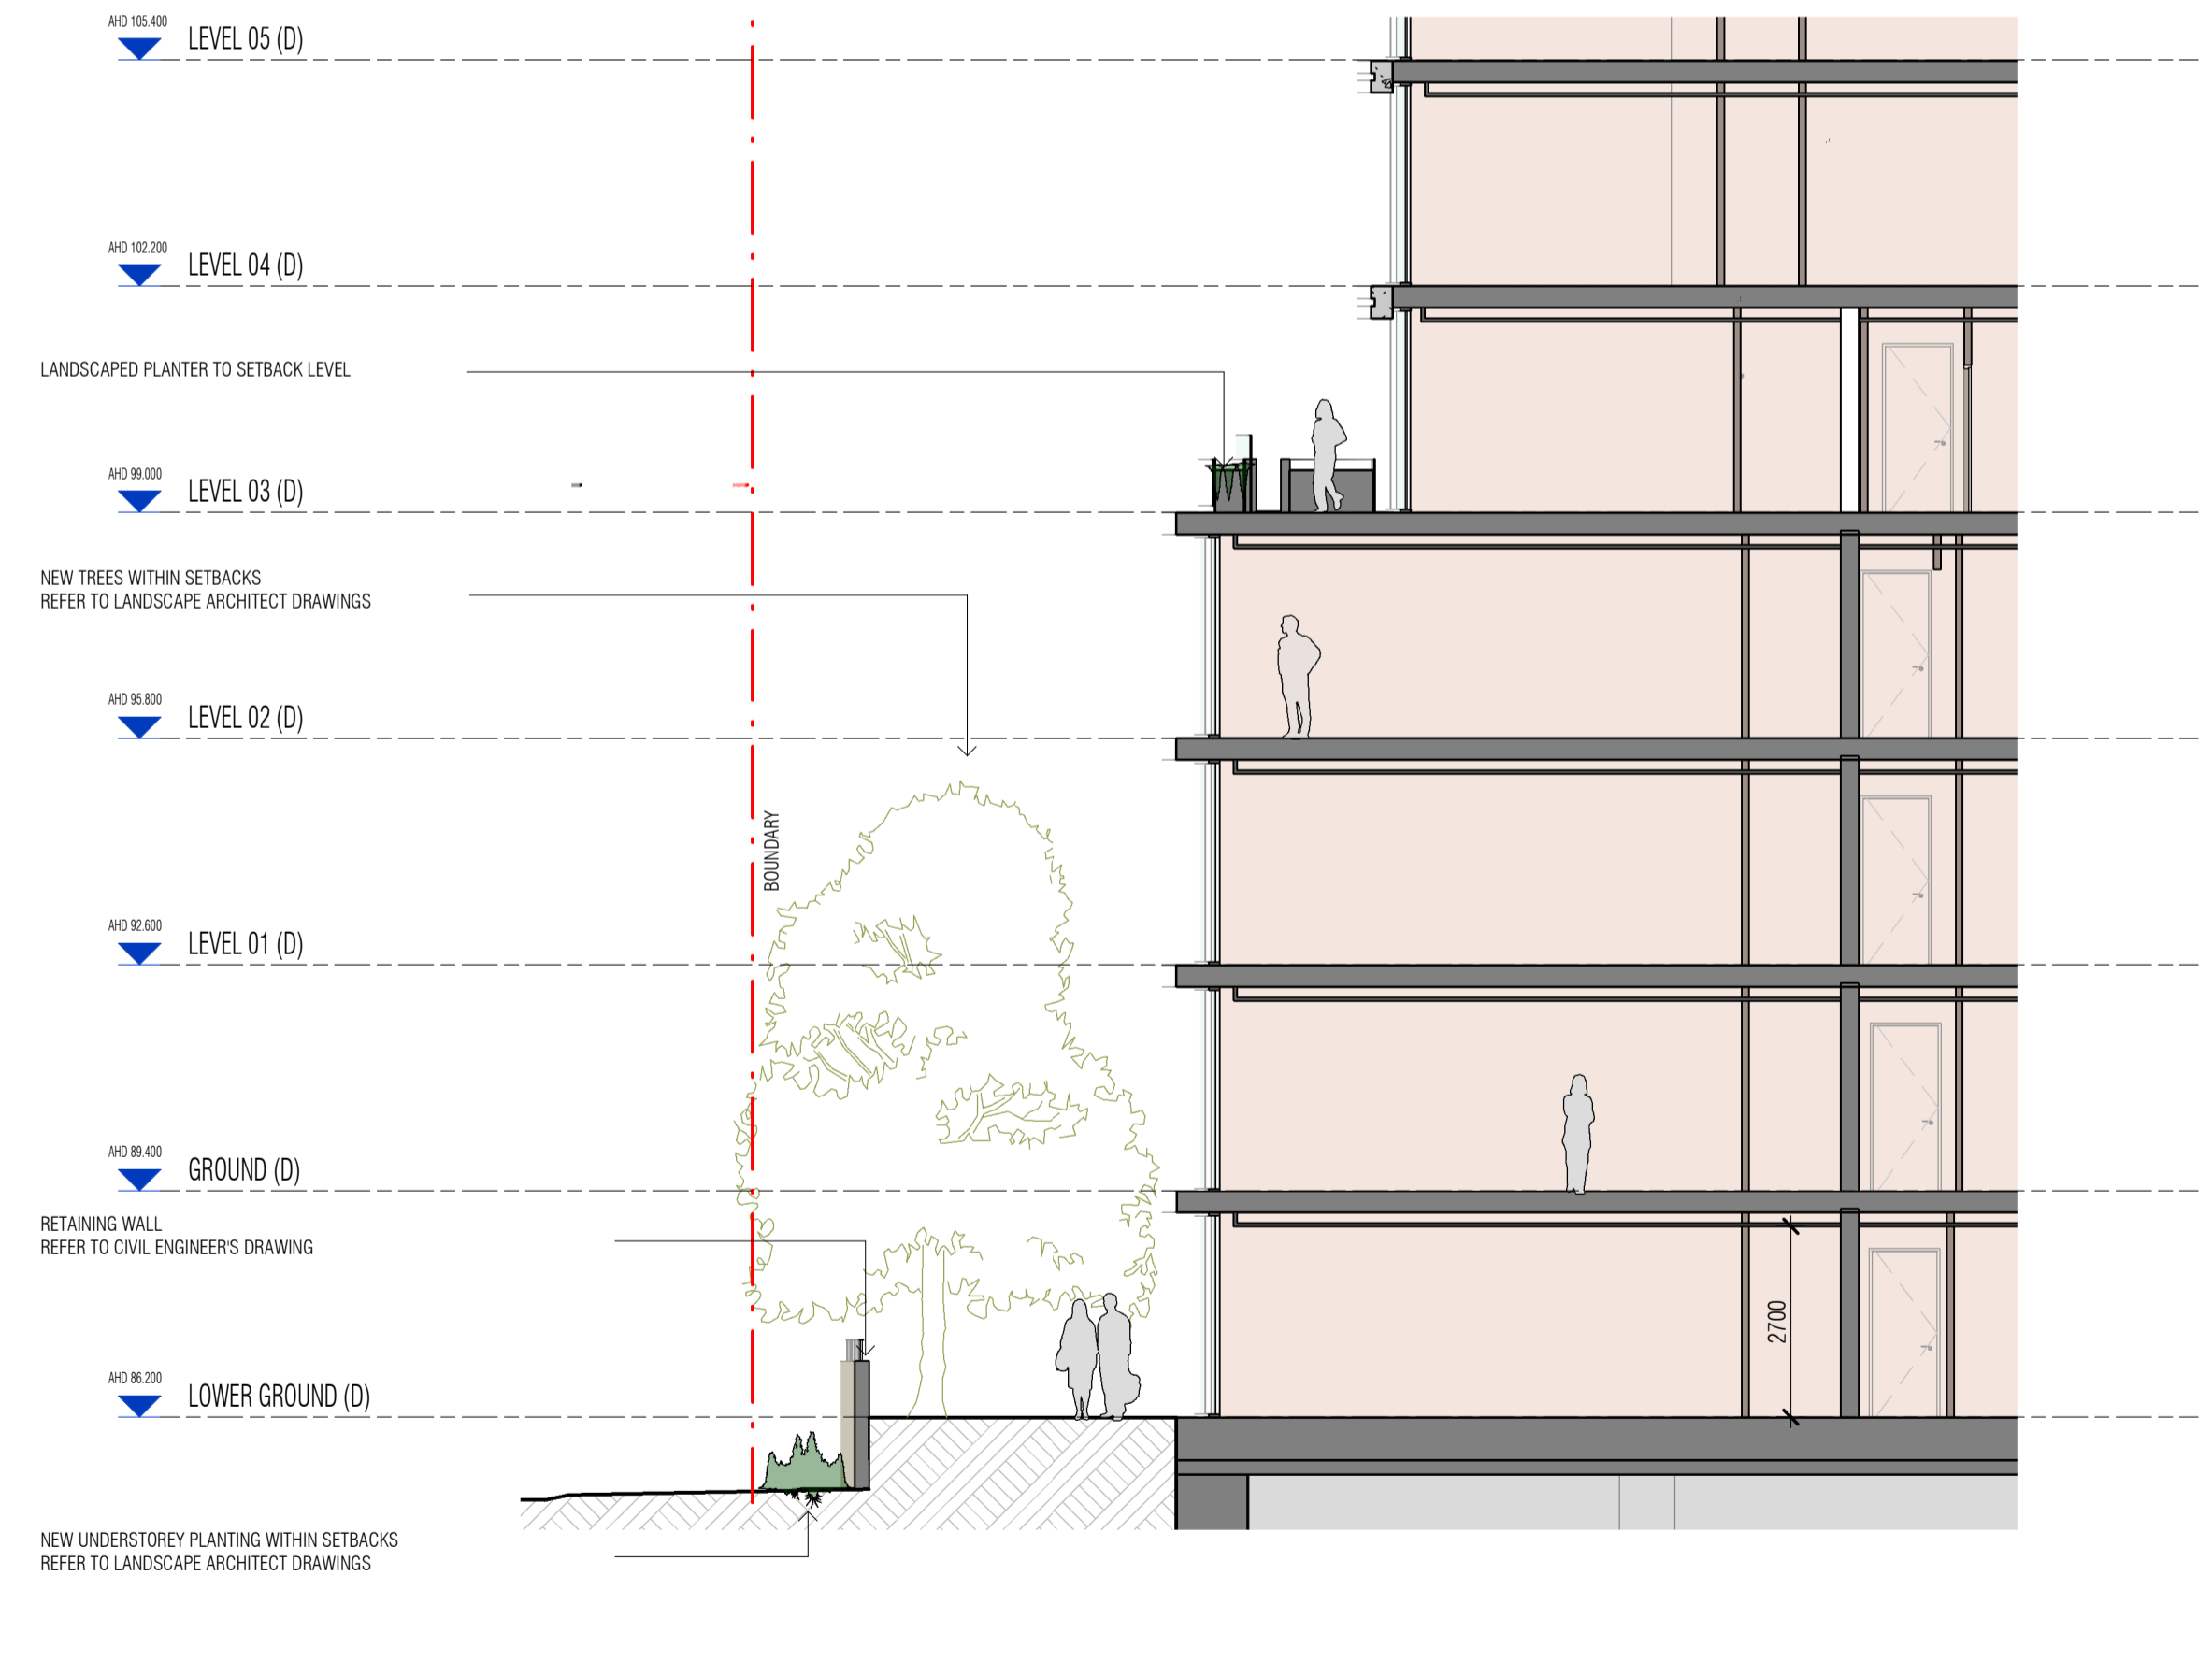 AHD 105.400
LEVEL 05 (D)
AHD 102.200
LEVEL 04 (D)
LANDSCAPED PLANTER TO SETBACK LEVEL
AHD 99.000
LEVEL 03 (D)
NEW TREES WITHIN SETBACKS
REFER TO LANDSCAPE ARCHITECT DRAWINGS
AHD 95.800
LEVEL 02 (D)
BOUNDARY
AHD 92.600
LEVEL 01 (D)
AHD 89.400
GROUND (D)
RETAINING WALL
REFER TO CIVIL ENGINEER'S DRAWING
2700
AHD 86.200
LOWER GROUND (D)
NEW UNDERSTOREY PLANTING WITHIN SETBACKS
REFER TO LANDSCAPE ARCHITECT DRAWINGS